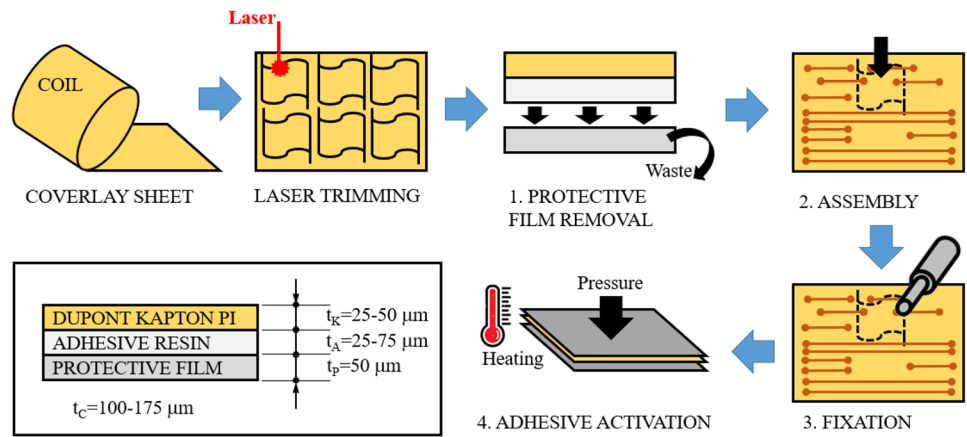 Laser
COIL
COVERLAY SHEET
LASER TRIMMING
Waste
1. PROTECTIVE
FILM REMOVAL
2. ASSEMBLY
DUPONT KAPTON PI
ADHESIVE RESIN
PROTECTIVE FILM
tK=25-50 μm
tA=25-75 μm
tP=50 μm
tC=100-175 μm
Pressure
Heating
4. ADHESIVE ACTIVATION
3. FIXATION